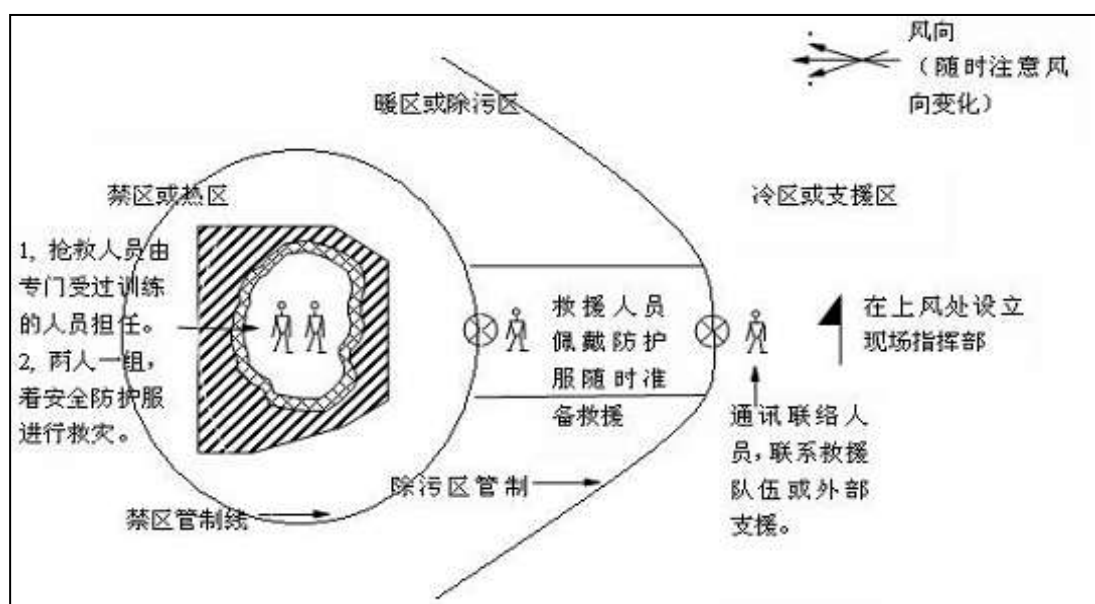 风向
（随时注意风
向变化）
暖区或除污区
禁区或热区
冷区或支援区
1, 抢救人员由
专门受过训练
的人员担任。
2, 两人一组，
着安全防护服
进行救灾。
救援人员
佩戴防护
服随时准
备救援
在上风处设立
现场指挥部
通讯联络人
员，联系救援
队伍或外部
支援。
除污区管制
禁区管制线